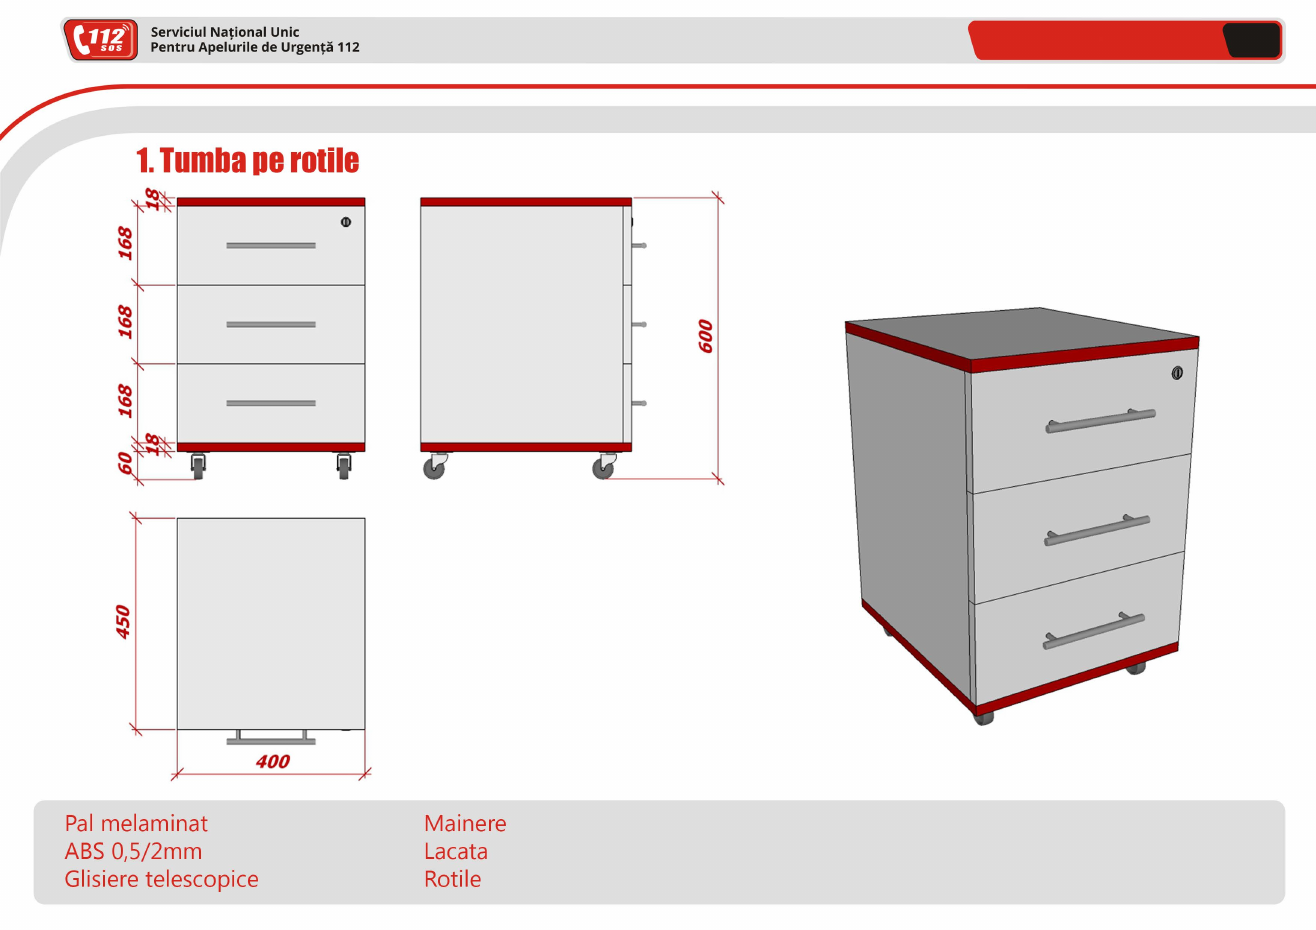 112
SOS
Serviciul Național Unic
Pentru Apelurile de Urgență 112
1. Tumba pe rotile
18
168
168
168
18
60
600
450
400
Pal melaminat
ABS 0,5/2mm
Glisiere telescopice
Mainere
Lacata
Rotile